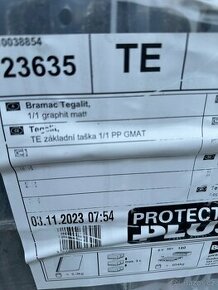 0038854
23635
TE
Bramac Tegalit,
1/1 graphit matt
Tegalit,
TE základní taška 1/1 PP GMAT
03.11.2023 07:54
PROTECT
PLUS